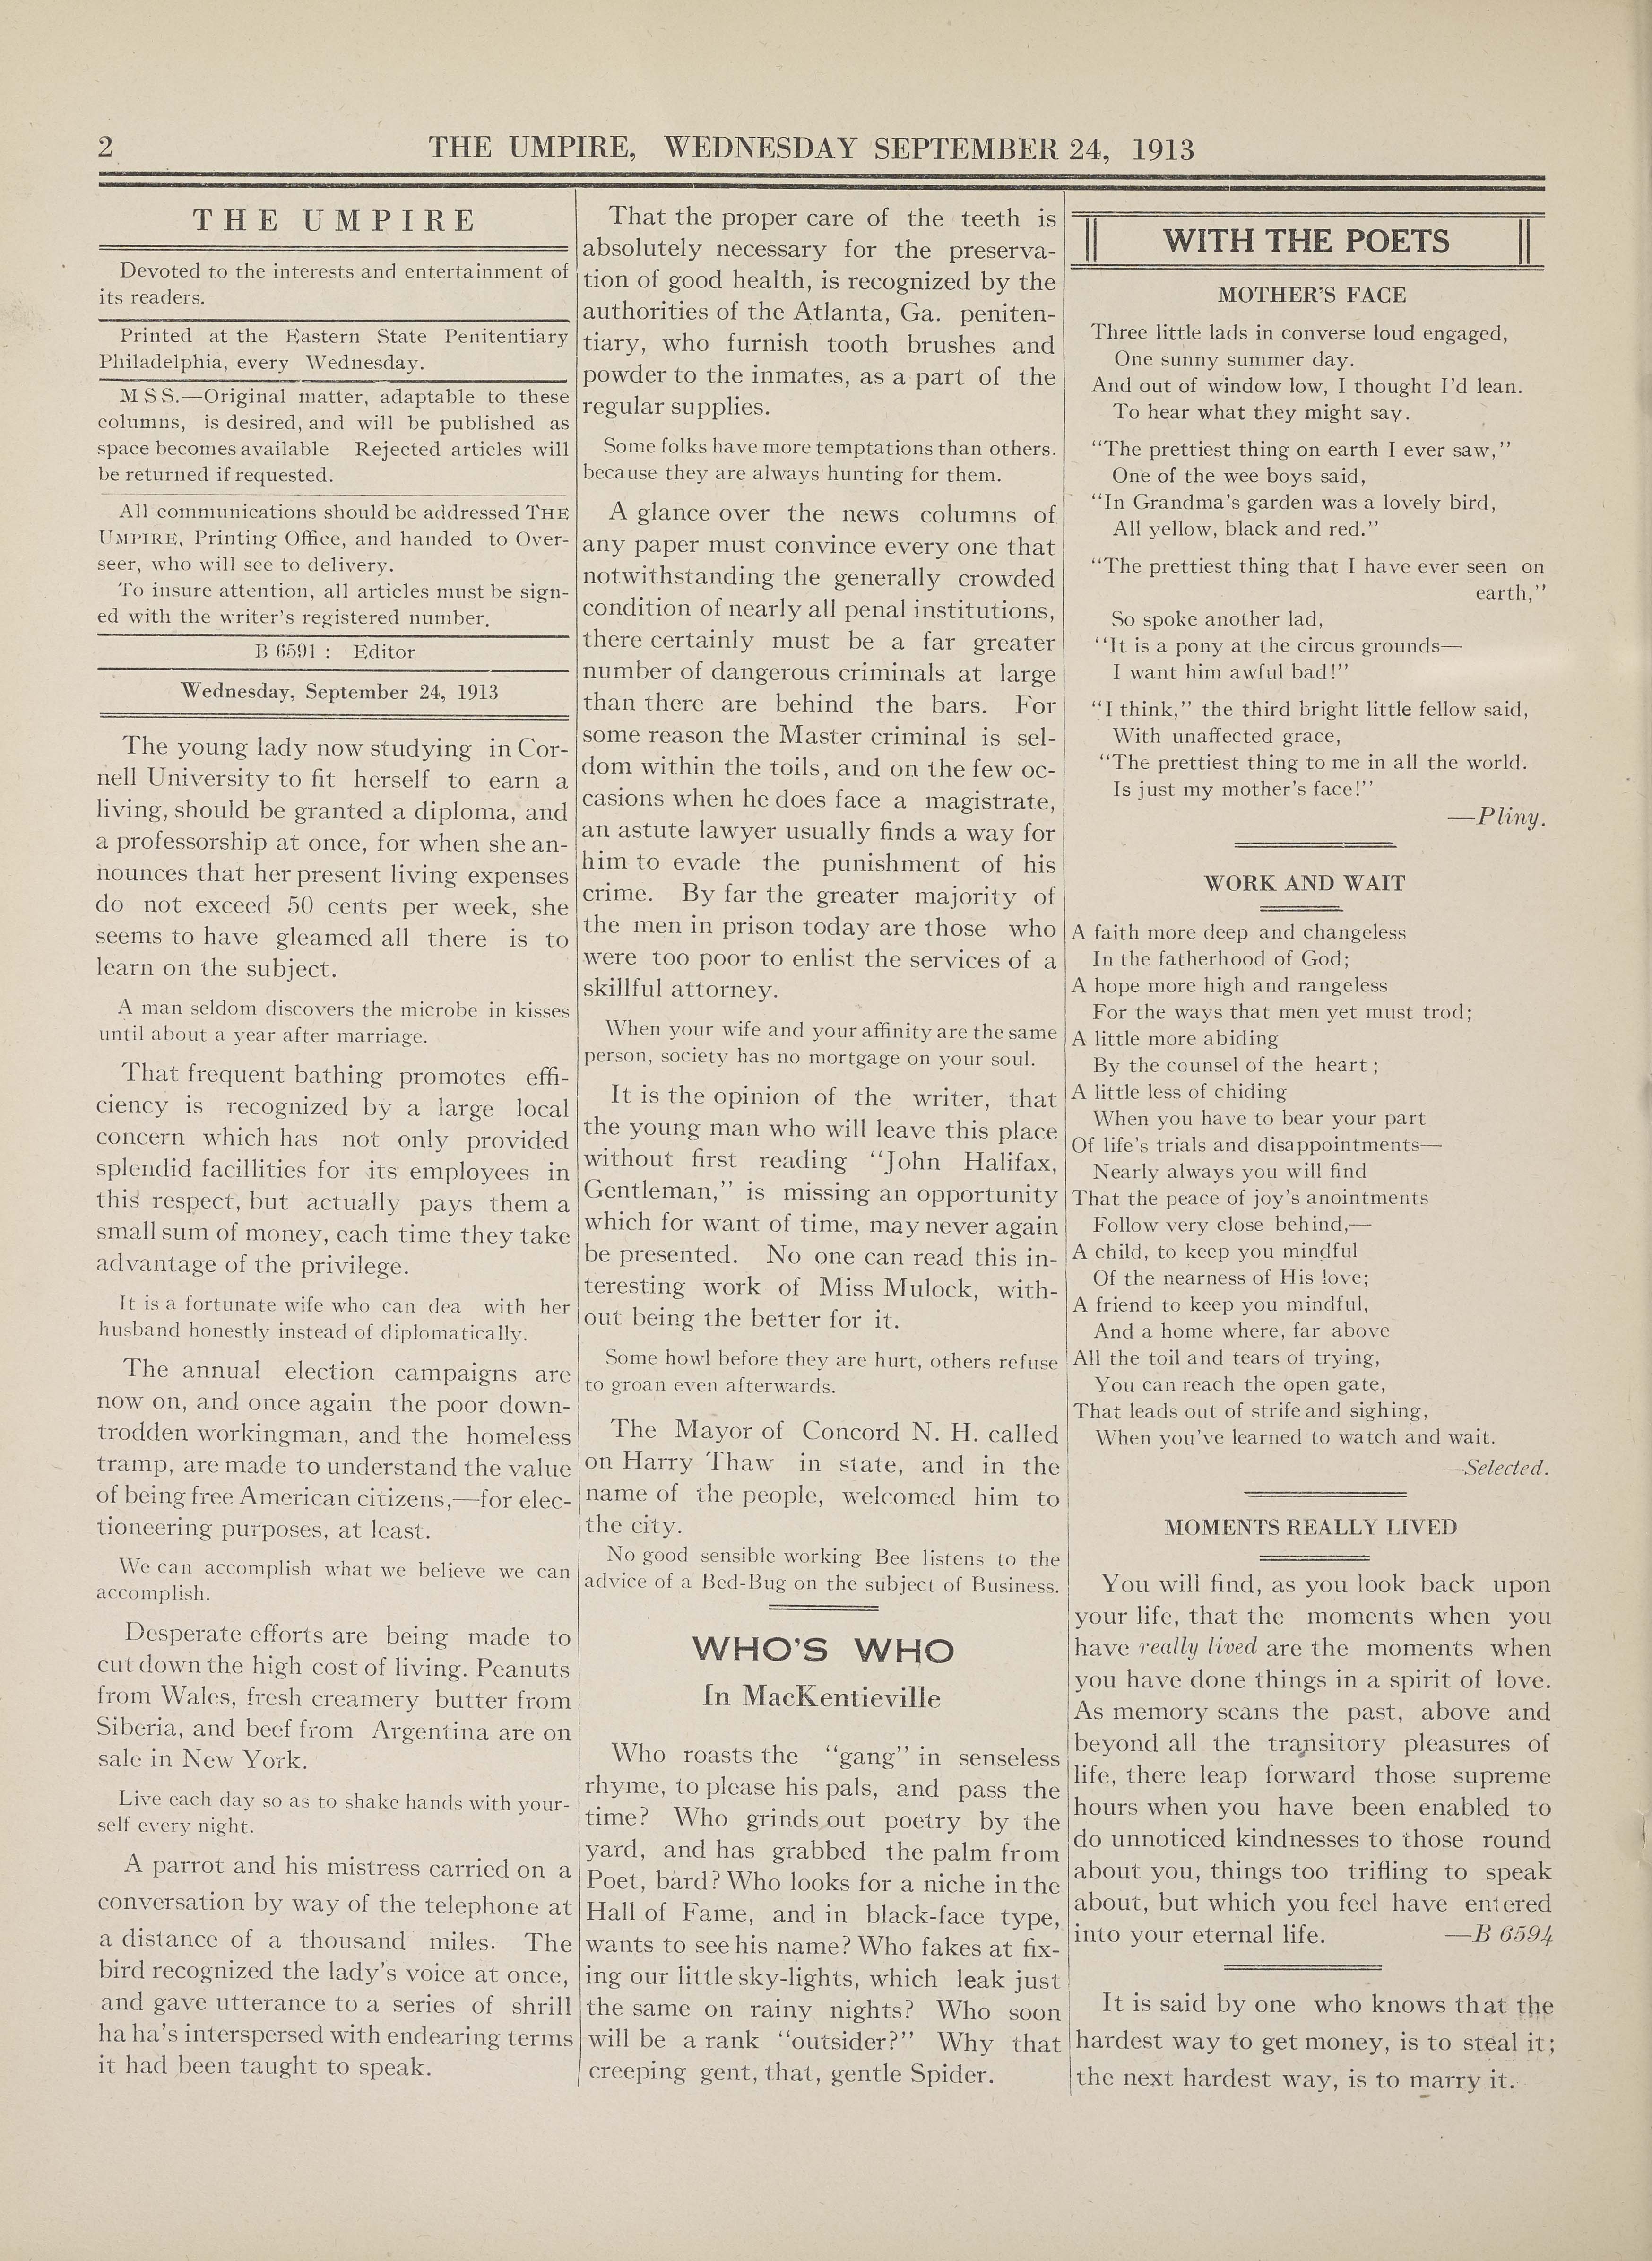 2
THE UMPIRE, WEDNESDAY SEPTEMBER 24, 1913
THE UMPIRE
Devoted to the interests and entertainment of
its readers.
Printed at the Eastern State Penitentiary
Philadelphia, every Wednesday.
MSS.—Original matter, adaptable to these
columns, is desired, and will be published as
space becomes available Rejected articles will
be returned if requested.
All communications should be addressed THE
UMPIRE, Printing Office, and handed to Over-
seer, who will see to delivery.
To insure attention, all articles must be sign-
ed with the writer's registered number.
B 6591 : Editor
Wednesday, September 24, 1913
The young lady now studying in Cor-
nell University to fit herself to earn a
living, should be granted a diploma, and
a professorship at once, for when she an-
nounces that her present living expenses
do not exceed 50 cents per week, she
seems to have gleamed all there is to
learn on the subject.
A man seldom discovers the microbe in kisses
until about a year after marriage.
That frequent bathing promotes effi-
ciency is recognized by a large local
concern which has not only provided
splendid facillities for its employees in
this respect, but actually pays them a
small sum of money, each time they take
advantage of the privilege.
It is a fortunate wife who can dea with her
husband honestly instead of diplomatically.
The annual election campaigns are
now on, and once again the poor down-
trodden workingman, and the homeless
tramp, are made to understand the value
of being free American citizens,—for elec-
tioneering purposes, at least.
We can accomplish what we believe we can
accomplish.
Desperate efforts are being made to
cut down the high cost of living. Peanuts
from Wales, fresh creamery butter from
Siberia, and beef from Argentina are on
sale in New York.
Live each day so as to shake hands with your-
self every night.
A parrot and his mistress carried on a
conversation by way of the telephone at
a distance of a thousand miles. The
bird recognized the lady's voice at once,
and gave utterance to a series of shrill
ha ha's interspersed with endearing terms
it had been taught to speak.
That the proper care of the teeth is
absolutely necessary for the preserva-
tion of good health, is recognized by the
authorities of the Atlanta, Ga. peniten-
tiary, who furnish tooth brushes and
powder to the inmates, as a part of the
regular supplies.
Some folks have more temptations than others.
because they are always hunting for them.
A glance over the news columns of
any paper must convince every one that
notwithstanding the generally crowded
condition of nearly all penal institutions,
there certainly must be a far greater
number of dangerous criminals at large
than there are behind the bars. For
some reason the Master criminal is sel-
dom within the toils, and on the few oc-
casions when he does face a magistrate,
an astute lawyer usually finds a way for
him to evade the punishment of his
crime. By far the greater majority of
the men in prison today are those who
were too poor to enlist the services of a
skillful attorney.
When your wife and your affinity are the same
person, society has no mortgage on your soul.
It is the opinion of the writer, that
the young man who will leave this place
without first reading "John Halifax,
Gentleman," is missing an opportunity
which for want of time, may never again
be presented. No one can read this in-
teresting work of Miss Mulock, with-
out being the better for it.
Some howl before they are hurt, others refuse
to groan even afterwards.
The Mayor of Concord N. H. called
on Harry Thaw in state, and in the
name of the people, welcomed him to
the city.
No good sensible working Bee listens to the
advice of a Bed-Bug on the subject of Business.
WHO'S WHO
In MacKentieville
Who roasts the "gang" in senseless
rhyme, to please his pals, and pass the
time? Who grinds out poetry by the
yard, and has grabbed the palm from
Poet, bard? Who looks for a niche in the
Hall of Fame, and in black-face type,
wants to see his name? Who fakes at fix-
ing our little sky-lights, which leak just
the same on rainy nights? Who soon
will be a rank "outsider?" Why that
creeping gent, that, gentle Spider.
WITH THE POETS
MOTHER'S FACE
Three little lads in converse loud engaged,
One sunny summer day.
And out of window low, I thought I'd lean.
To hear what they might say.
"The prettiest thing on earth I ever saw,"
One of the wee boys said,
"In Grandma's garden was a lovely bird,
All yellow, black and red."
"The prettiest thing that I have ever seen on
earth,"
So spoke another lad,
"It is a pony at the circus grounds—
I want him awful bad!"
"I think," the third bright little fellow said,
With unaffected grace,
"The prettiest thing to me in all the world.
Is just my mother's face!"
—Pliny.
WORK AND WAIT
A faith more deep and changeless
In the fatherhood of God;
A hope more high and rangeless
For the ways that men yet must trod;
A little more abiding
By the counsel of the heart;
A little less of chiding
When you have to bear your part
Of life's trials and disappointments—
Nearly always you will find
That the peace of joy's anointments
Follow very close behind,—
A child, to keep you mindful
Of the nearness of His love;
A friend to keep you mindful,
And a home where, far above
All the toil and tears of trying,
You can reach the open gate,
That leads out of strife and sighing,
When you've learned to watch and wait.
—Selected.
MOMENTS REALLY LIVED
You will find, as you look back upon
your life, that the moments when you
have really lived are the moments when
you have done things in a spirit of love.
As memory scans the past, above and
beyond all the transitory pleasures of
life, there leap forward those supreme
hours when you have been enabled to
do unnoticed kindnesses to those round
about you, things too trifling to speak
about, but which you feel have entered
into your eternal life. —B 6594
It is said by one who knows that the
hardest way to get money, is to steal it;
the next hardest way, is to marry it.